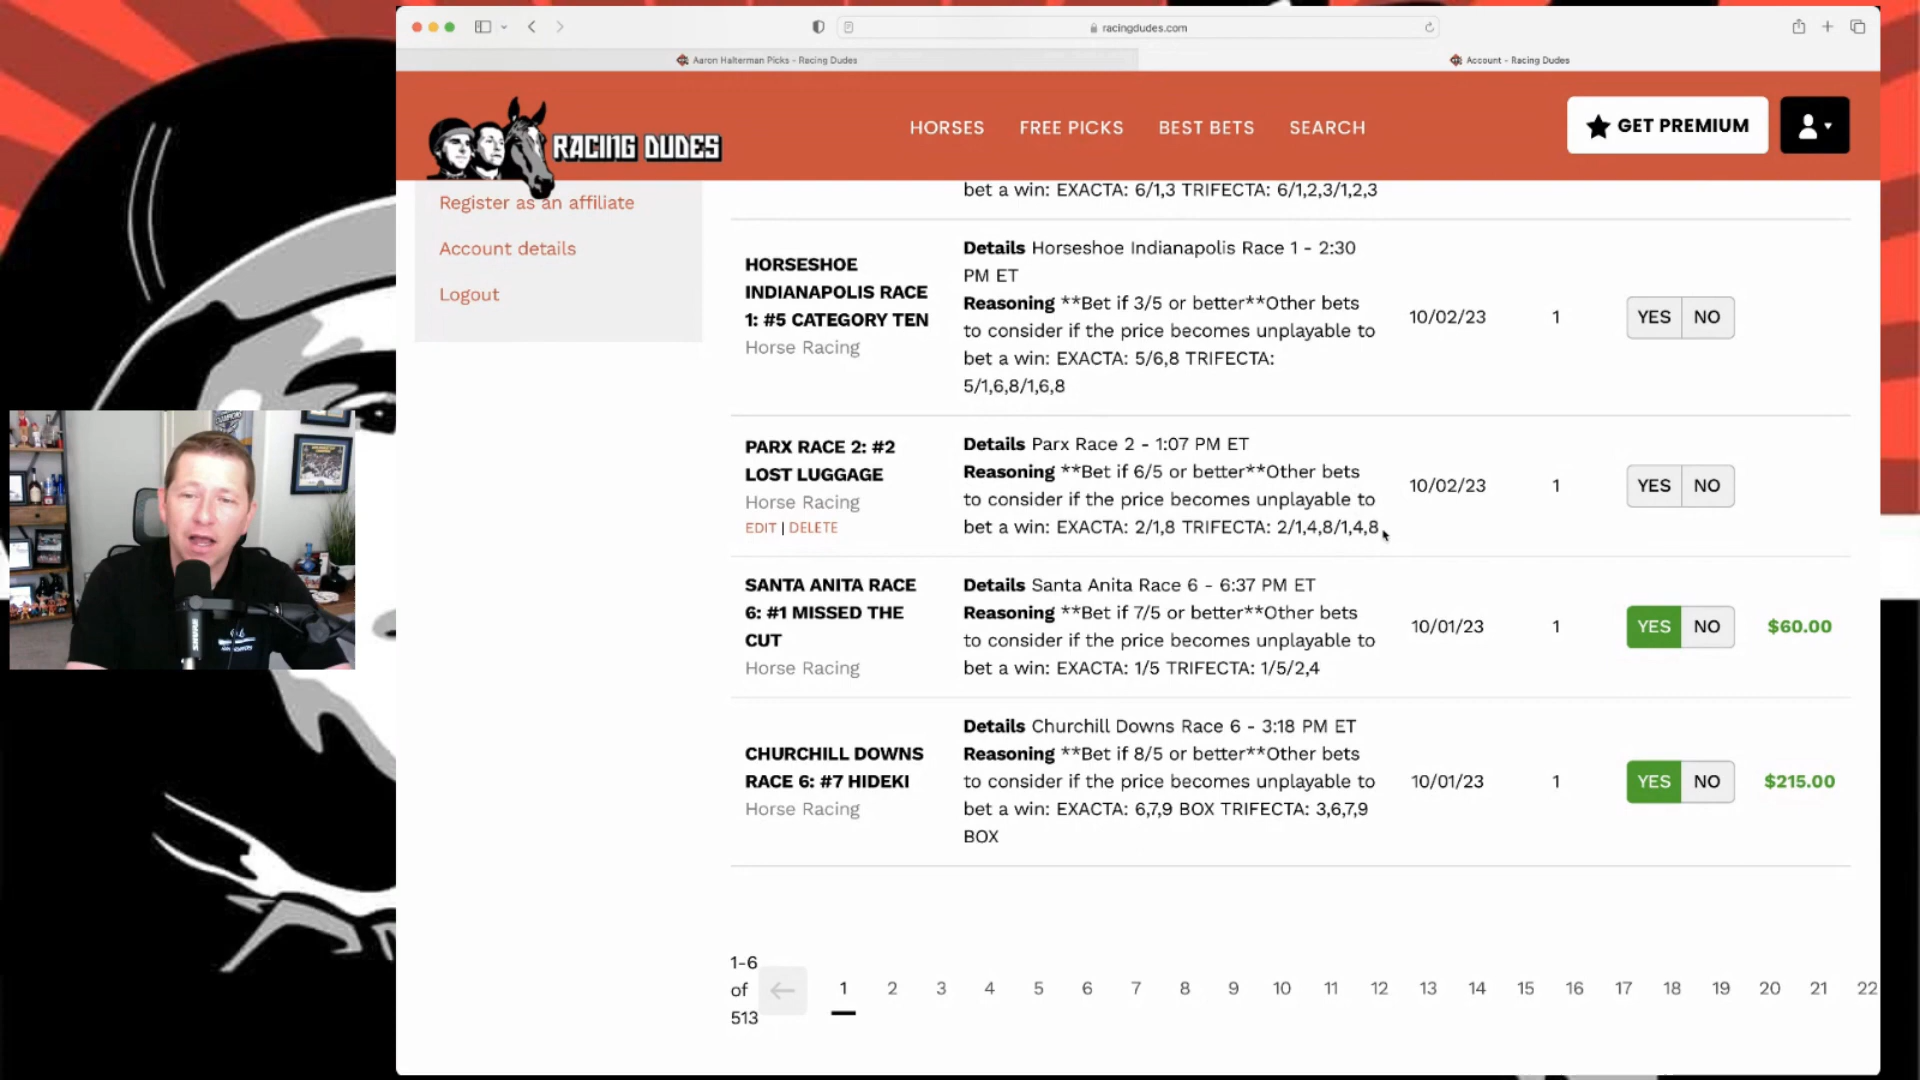 racingdudes.com
Aaron Halterman Picks - Racing Dudes
Account - Racing Dudes
RACING DUDES
HORSES
FREE PICKS
BEST BETS
SEARCH
GET PREMIUM
Register as an affiliate
Account details
Logout
bet a win: EXACTA: 6/1,3 TRIFECTA: 6/1,2,3/1,2,3
HORSESHOE
INDIANAPOLIS RACE
1: #5 CATEGORY TEN
Horse Racing
Details Horseshoe Indianapolis Race 1 - 2:30
PM ET
Reasoning **Bet if 3/5 or better**Other bets
to consider if the price becomes unplayable to
bet a win: EXACTA: 5/6,8 TRIFECTA:
5/1,6,8/1,6,8
10/02/23
1
YES NO
PARX RACE 2: #2
LOST LUGGAGE
Horse Racing
EDIT | DELETE
Details Parx Race 2 - 1:07 PM ET
Reasoning **Bet if 6/5 or better**Other bets
to consider if the price becomes unplayable to
bet a win: EXACTA: 2/1,8 TRIFECTA: 2/1,4,8/1,4,8
10/02/23
1
YES NO
SANTA ANITA RACE
6: #1 MISSED THE
CUT
Horse Racing
Details Santa Anita Race 6 - 6:37 PM ET
Reasoning **Bet if 7/5 or better**Other bets
to consider if the price becomes unplayable to
bet a win: EXACTA: 1/5 TRIFECTA: 1/5/2,4
10/01/23
1
YES NO
$60.00
CHURCHILL DOWNS
RACE 6: #7 HIDEKI
Horse Racing
Details Churchill Downs Race 6 - 3:18 PM ET
Reasoning **Bet if 8/5 or better**Other bets
to consider if the price becomes unplayable to
bet a win: EXACTA: 6,7,9 BOX TRIFECTA: 3,6,7,9
BOX
10/01/23
1
YES NO
$215.00
1-6
of
513
1 2 3 4 5 6 7 8 9 10 11 12 13 14 15 16 17 18 19 20 21 22
SHURE